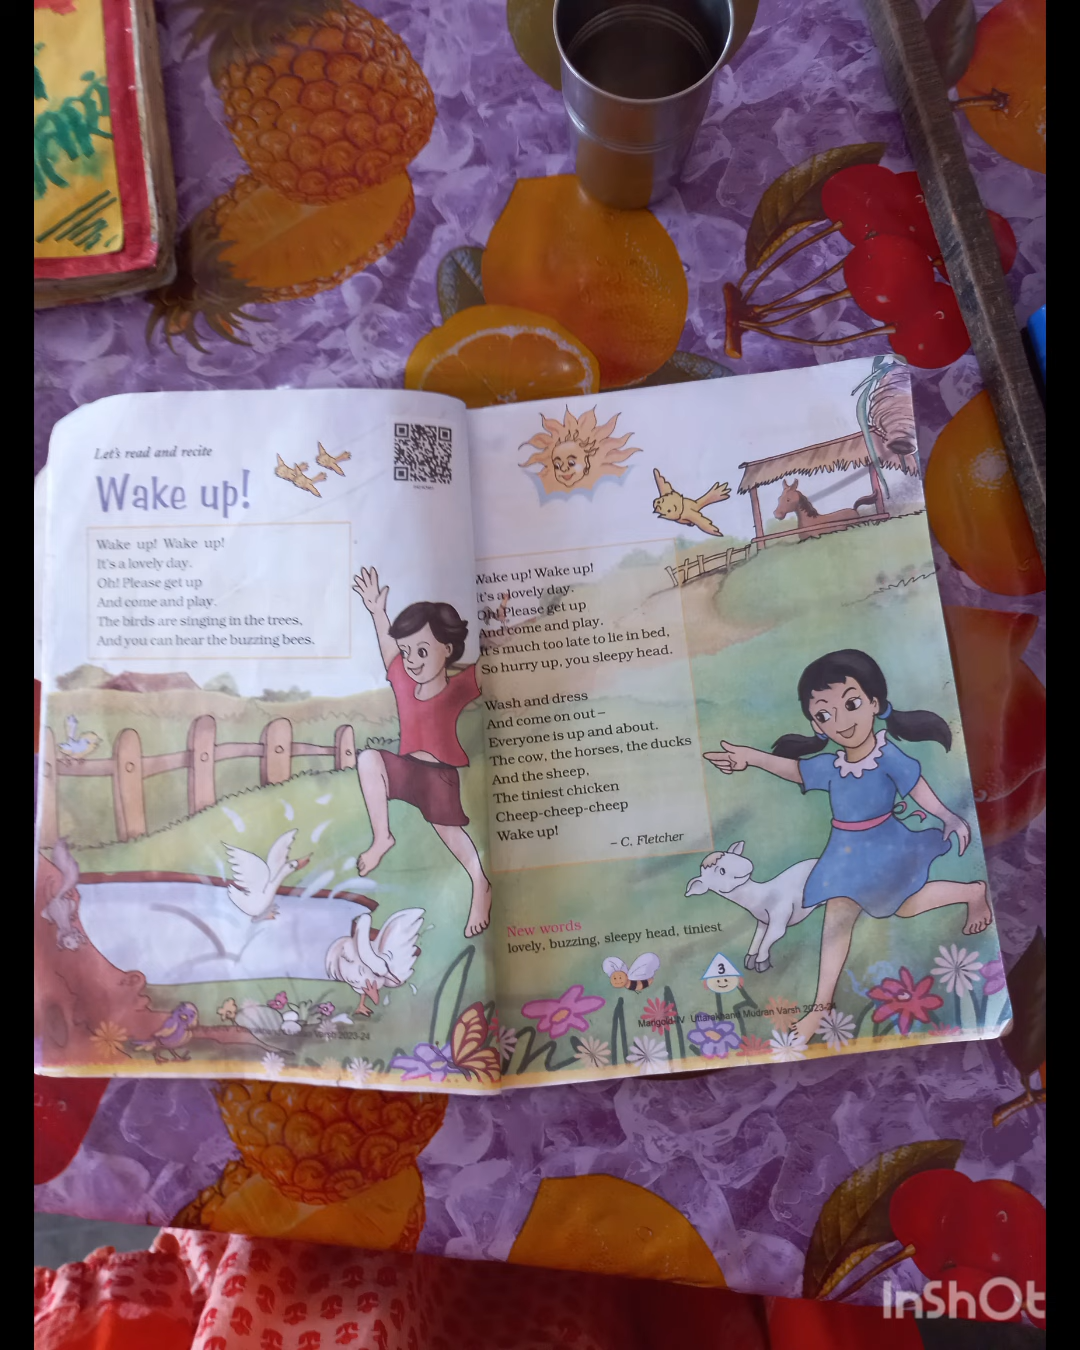 Let's read and recite
Wake up!
Wake up! Wake up!
It's a lovely day.
Oh! Please get up
And come and play.
The birds are singing in the trees,
And you can hear the buzzing bees.
Wake up! Wake up!
It's a lovely day.
Oh! Please get up
And come and play.
It's much too late to lie in bed,
So hurry up, you sleepy head.
Wash and dress
And come on out –
Everyone is up and about.
The cow, the horses, the ducks
And the sheep,
The tiniest chicken
Cheep-cheep-cheep
Wake up!
– C. Fletcher
New words
lovely, buzzing, sleepy head, tiniest
3
Marigold-IV Uttarakhand Mudran Varsh 2023-24
2023-24
InShOt